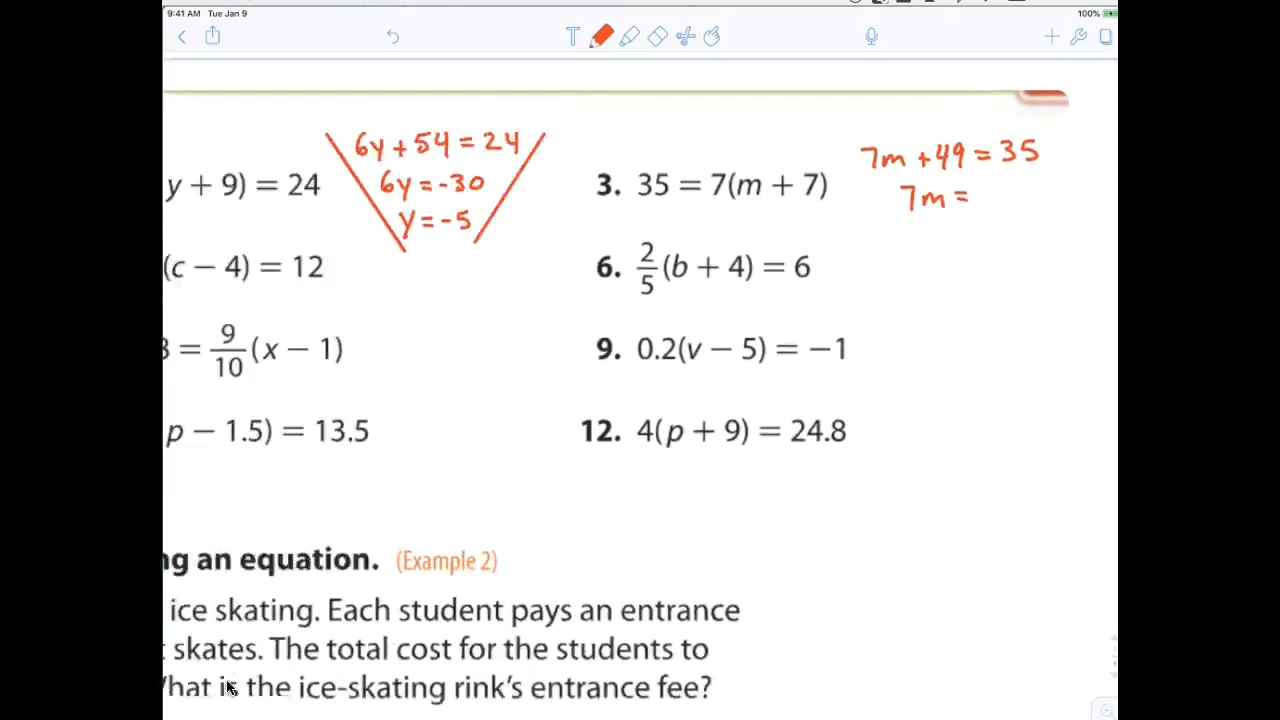 9:41 AM Tue Jan 9
100%
T
6y + 54 = 24
6y = -30
y = -5
y + 9) = 24
3. 35 = 7(m + 7)
7m + 49 = 35
7m =
(c − 4) = 12
6. 2/5 (b + 4) = 6
= 9/10 (x − 1)
9. 0.2(v − 5) = −1
p − 1.5) = 13.5
12. 4(p + 9) = 24.8
ng an equation. (Example 2)
ice skating. Each student pays an entrance
skates. The total cost for the students to
What is the ice-skating rink's entrance fee?